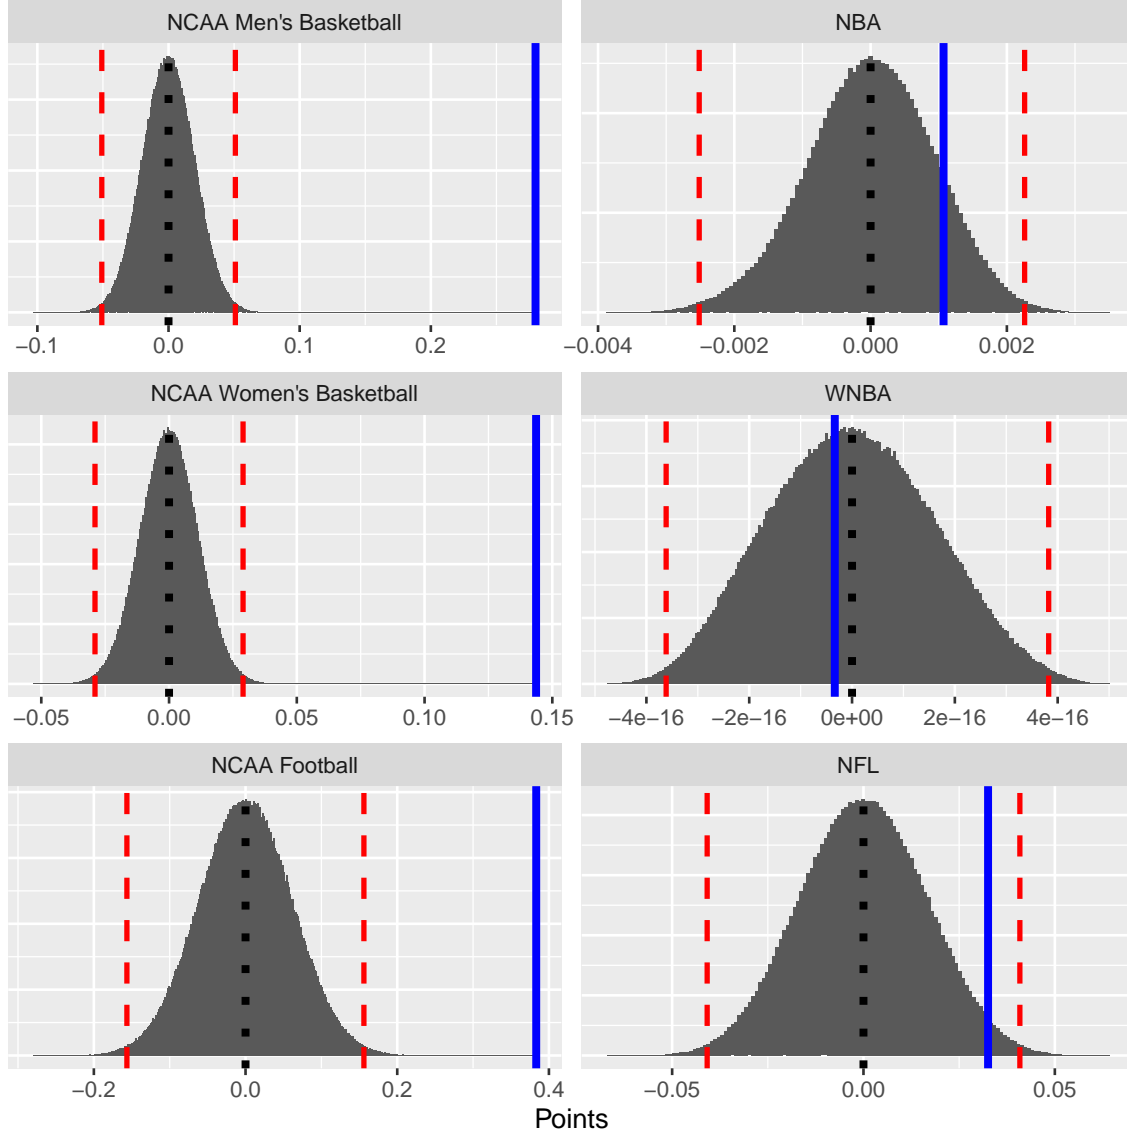 NCAA Men's Basketball
NBA
−0.1 0.0 0.1 0.2
−0.004 −0.002 0.000 0.002
NCAA Women's Basketball
WNBA
−0.05 0.00 0.05 0.10 0.15
−4e−16 −2e−16 0e+00 2e−16 4e−16
NCAA Football
NFL
−0.2 0.0 0.2 0.4
−0.05 0.00 0.05
Points